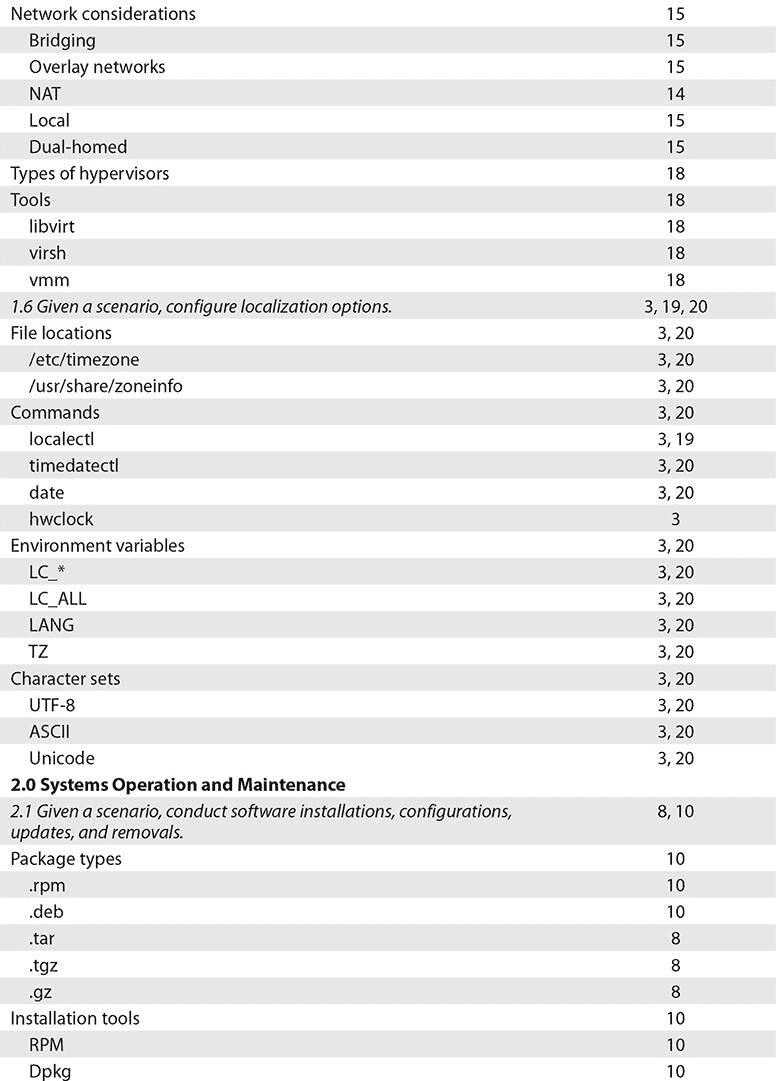 Network considerations 15
Bridging 15
Overlay networks 15
NAT 14
Local 15
Dual-homed 15
Types of hypervisors 18
Tools 18
libvirt 18
virsh 18
vmm 18
1.6 Given a scenario, configure localization options. 3, 19, 20
File locations 3, 20
/etc/timezone 3, 20
/usr/share/zoneinfo 3, 20
Commands 3, 20
localectl 3, 19
timedatectl 3, 20
date 3, 20
hwclock 3
Environment variables 3, 20
LC_* 3, 20
LC_ALL 3, 20
LANG 3, 20
TZ 3, 20
Character sets 3, 20
UTF-8 3, 20
ASCII 3, 20
Unicode 3, 20
2.0 Systems Operation and Maintenance
2.1 Given a scenario, conduct software installations, configurations, 8, 10
updates, and removals.
Package types 10
.rpm 10
.deb 10
.tar 8
.tgz 8
.gz 8
Installation tools 10
RPM 10
Dpkg 10